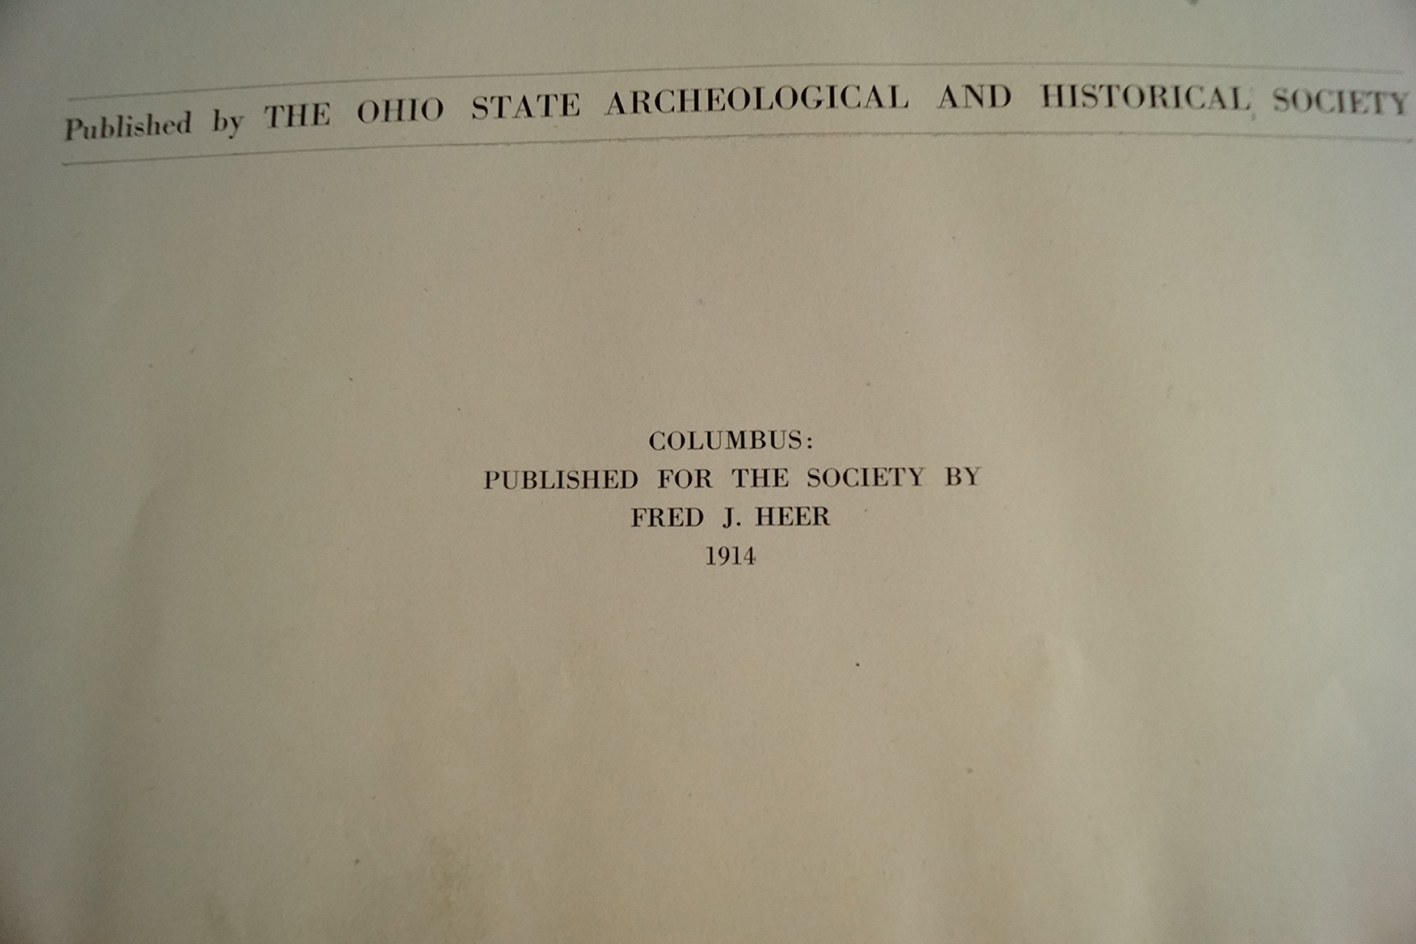 Published by THE OHIO STATE ARCHEOLOGICAL AND HISTORICAL SOCIETY
COLUMBUS:
PUBLISHED FOR THE SOCIETY BY
FRED J. HEER
1914